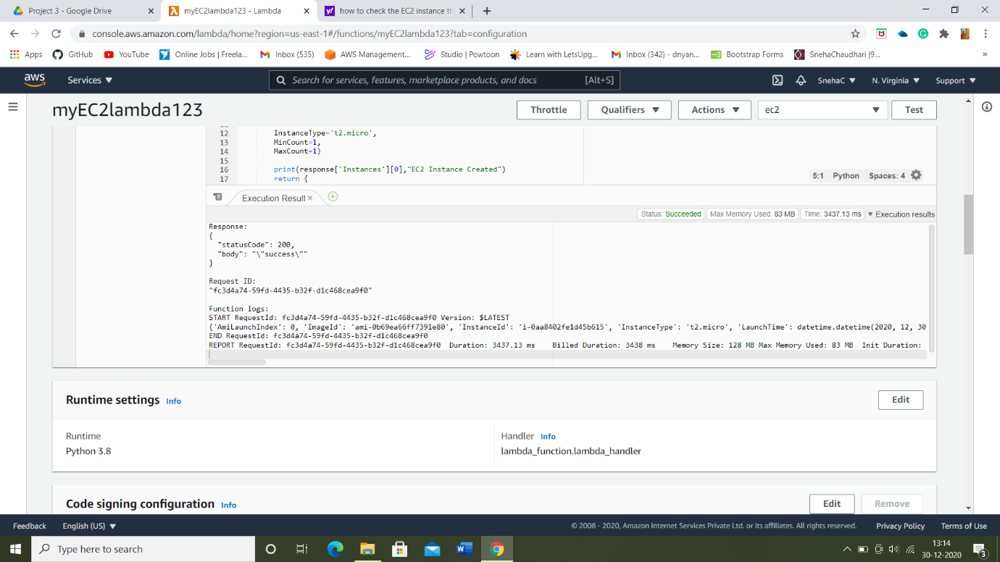 Project 3 - Google Drive
myEC2lambda123 - Lambda
how to check the EC2 instance th
console.aws.amazon.com/lambda/home?region=us-east-1#/functions/myEC2lambda123?tab=configuration
Apps GitHub YouTube Online Jobs | Freela... Inbox (535) AWS Management... Studio | Powtoon Learn with LetsUpg... Inbox (342) - dnyan... Bootstrap Forms SnehaChaudhari |9... »
aws Services Search for services, features, marketplace products, and docs [Alt+S] SnehaC N. Virginia Support
myEC2lambda123 Throttle Qualifiers Actions ec2 Test
12 InstanceType='t2.micro',
13 MinCount=1,
14 MaxCount=1)
15
16 print(response['Instances'][0],"EC2 Instance Created")
17 return {
5:1 Python Spaces: 4
Execution Result
Status: Succeeded Max Memory Used: 83 MB Time: 3437.13 ms Execution results
Response:
{
"statusCode": 200,
"body": "\"success\""
}
Request ID:
"fc3d4a74-59fd-4435-b32f-d1c468cea9f0"
Function logs:
START RequestId: fc3d4a74-59fd-4435-b32f-d1c468cea9f0 Version: $LATEST
{'AmiLaunchIndex': 0, 'ImageId': 'ami-0b69ea66ff7391e80', 'InstanceId': 'i-0aa8402fe1d45b615', 'InstanceType': 't2.micro', 'LaunchTime': datetime.datetime(2020, 12, 30
END RequestId: fc3d4a74-59fd-4435-b32f-d1c468cea9f0
REPORT RequestId: fc3d4a74-59fd-4435-b32f-d1c468cea9f0 Duration: 3437.13 ms Billed Duration: 3438 ms Memory Size: 128 MB Max Memory Used: 83 MB Init Duration:
Runtime settings Info Edit
Runtime
Python 3.8
Handler Info
lambda_function.lambda_handler
Code signing configuration Info Edit Remove
Feedback English (US) © 2008 - 2020, Amazon Internet Services Private Ltd. or its affiliates. All rights reserved. Privacy Policy Terms of Use
Type here to search
13:14
30-12-2020
3